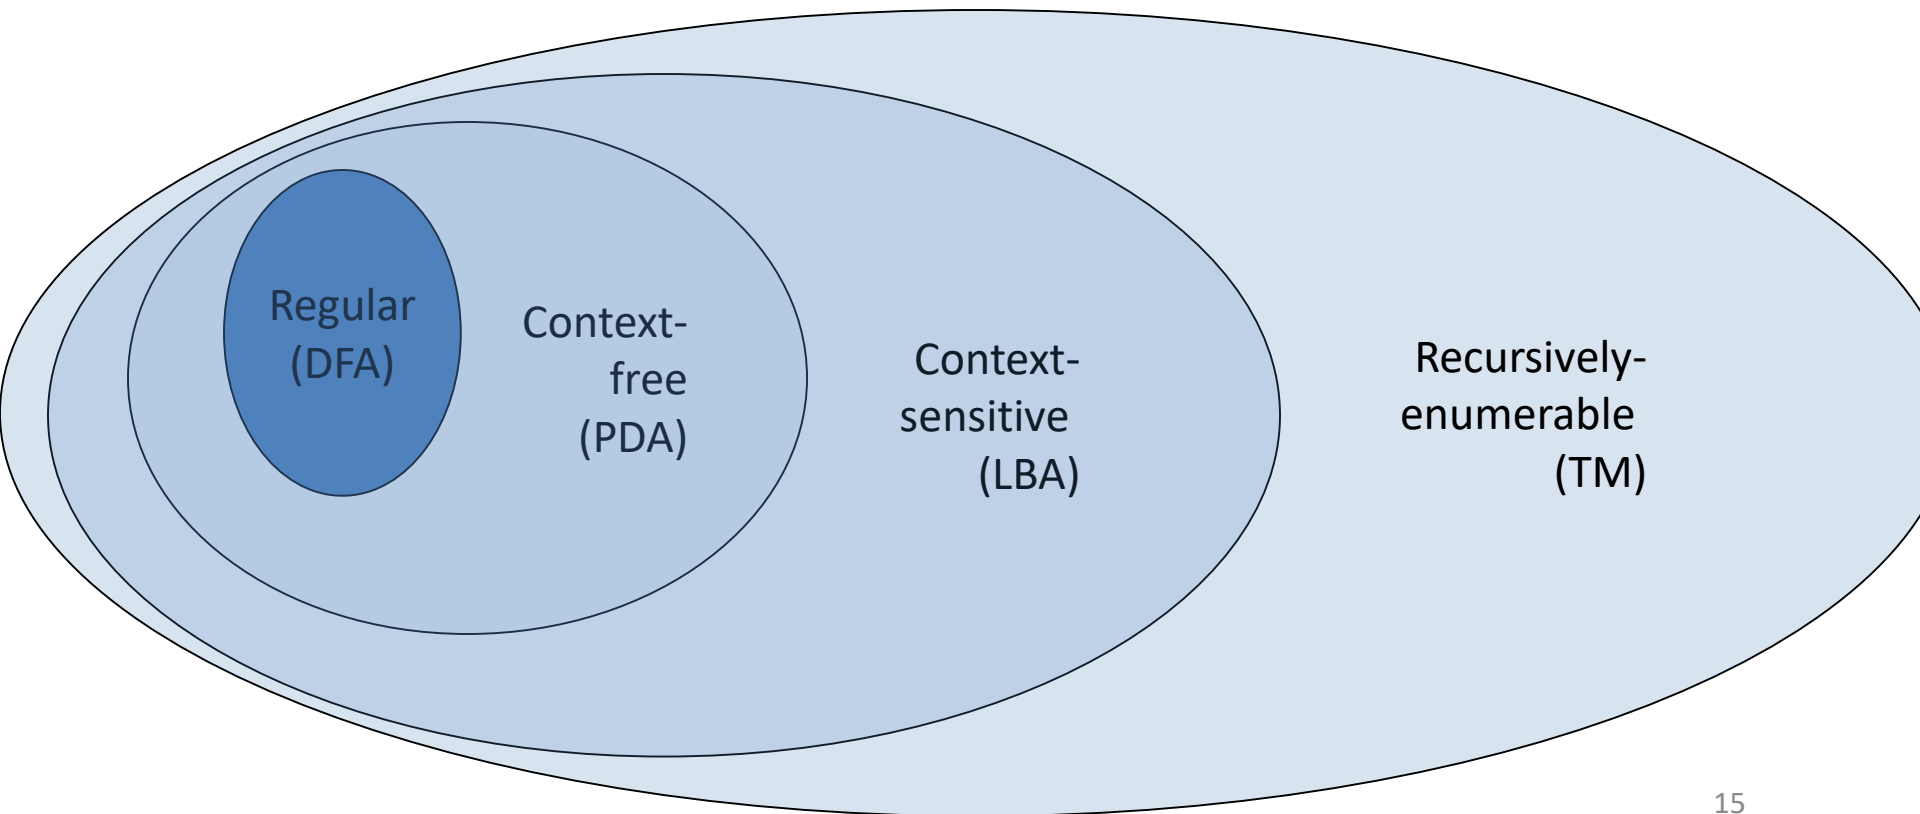 Regular
(DFA)
Context-
free
(PDA)
Context-
sensitive
(LBA)
Recursively-
enumerable
(TM)
15